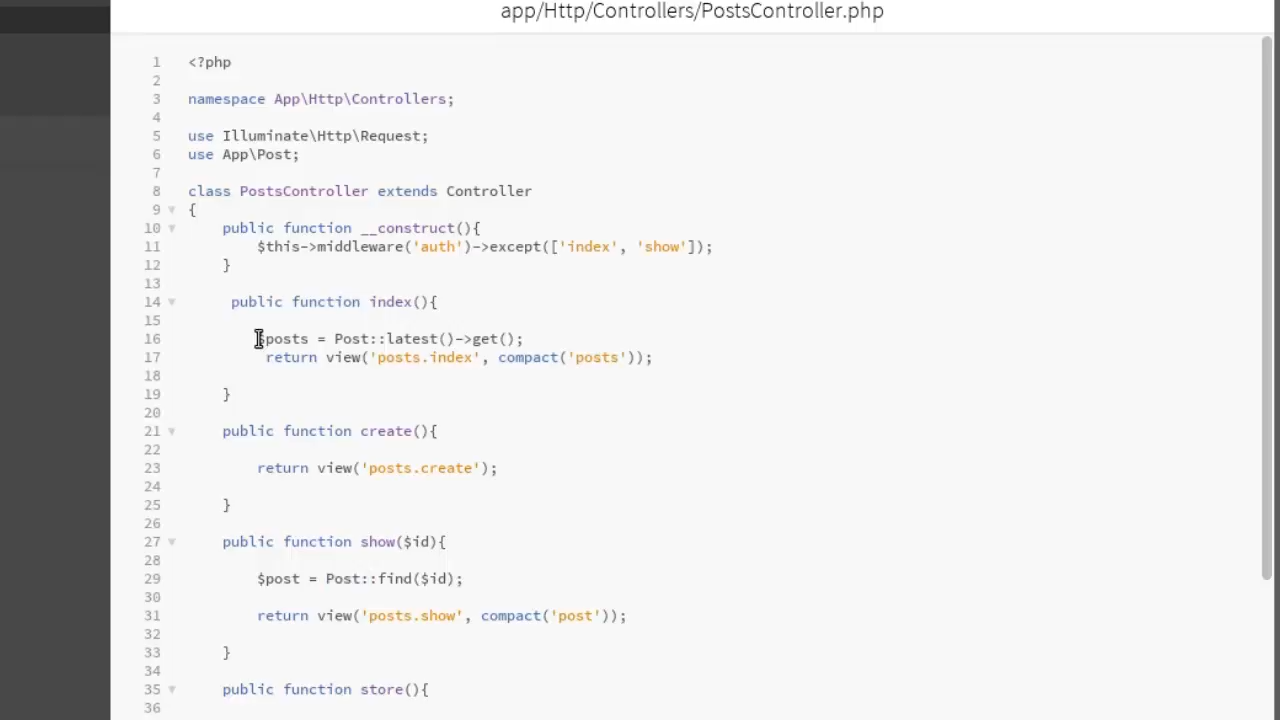 app/Http/Controllers/PostsController.php
1 <?php
2
3 namespace App\Http\Controllers;
4
5 use Illuminate\Http\Request;
6 use App\Post;
7
8 class PostsController extends Controller
9 {
10 public function __construct(){
11 $this->middleware('auth')->except(['index', 'show']);
12 }
13
14 public function index(){
15
16 $posts = Post::latest()->get();
17 return view('posts.index', compact('posts'));
18
19 }
20
21 public function create(){
22
23 return view('posts.create');
24
25 }
26
27 public function show($id){
28
29 $post = Post::find($id);
30
31 return view('posts.show', compact('post'));
32
33 }
34
35 public function store(){
36